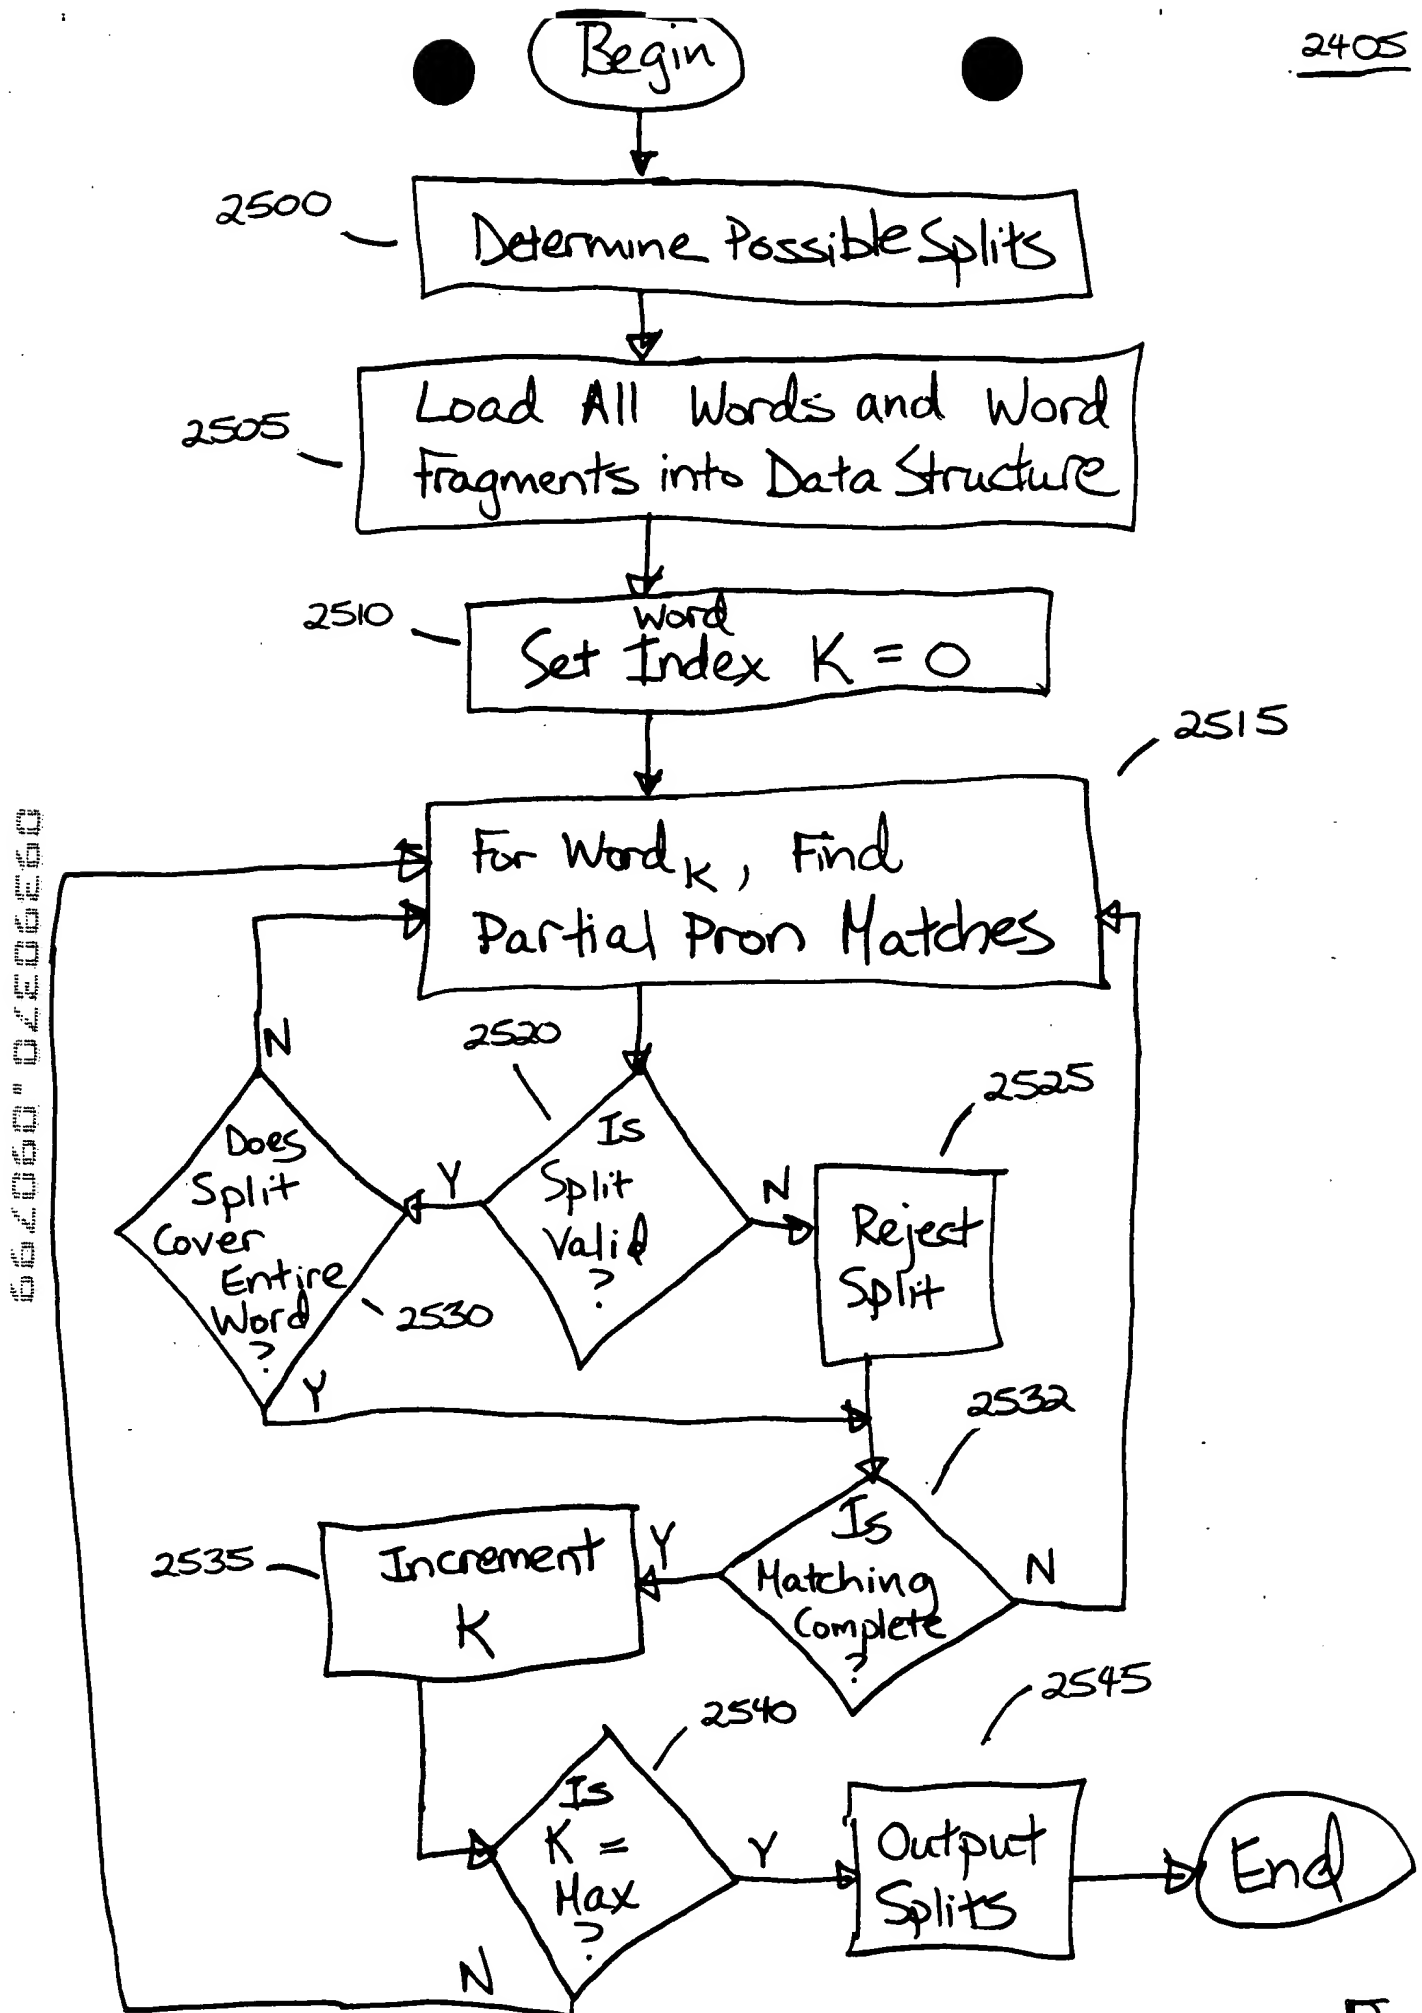 2405
Begin
2500
Determine Possible Splits
2505
Load All Words and Word
Fragments into Data Structure
2510
word
Set Index K = 0
2515
For Word K, Find
Partial Pron Matches
2520
N
2525
Does
Split
Cover
Entire
Word
?
2530
Y
Y
Is
Split
Valid
?
N
Reject
Split
2532
2535
Increment
K
Y
Is
Matching
Complete
?
N
2540
2545
Is
K =
Max
?
Y
N
Output
Splits
End